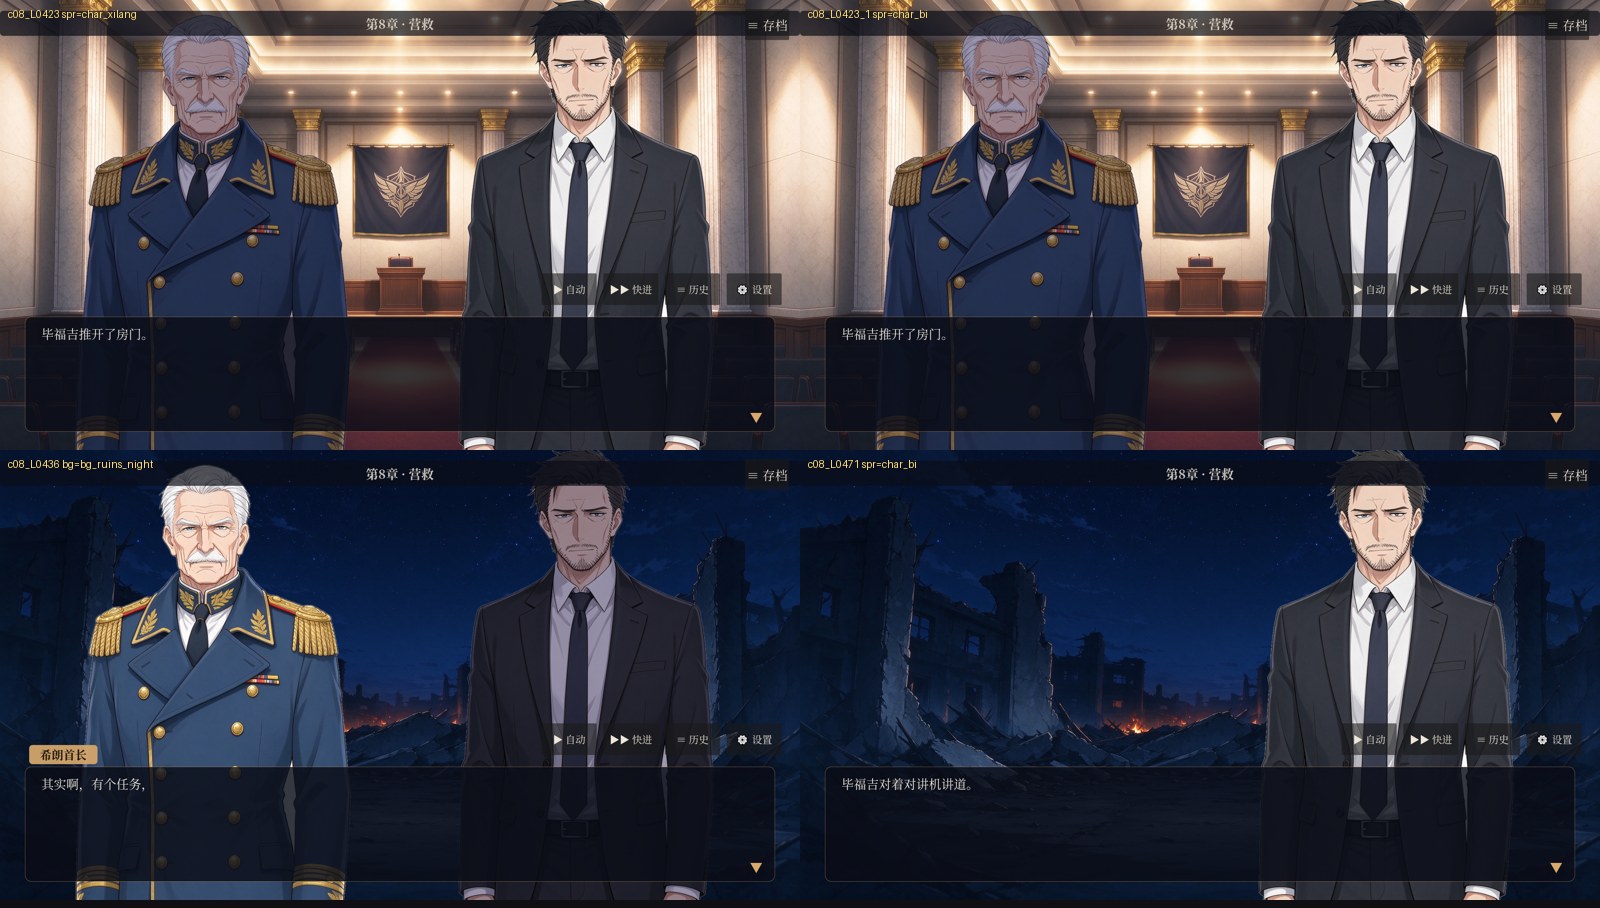 c08_L0423 spr=char_xilang
第8章·营救
≡ 存档
▶ 自动 ▶▶ 快进 ≡ 历史 设置
毕福吉推开了房门。
c08_L0423_1 spr=char_bi
第8章·营救
≡ 存档
▶ 自动 ▶▶ 快进 ≡ 历史 设置
毕福吉推开了房门。
c08_L0436 bg=bg_ruins_night
第8章·营救
≡ 存档
▶ 自动 ▶▶ 快进 ≡ 历史 设置
希朗首长
其实啊，有个任务，
c08_L0471 spr=char_bi
第8章·营救
≡ 存档
▶ 自动 ▶▶ 快进 ≡ 历史 设置
毕福吉对着对讲机讲道。